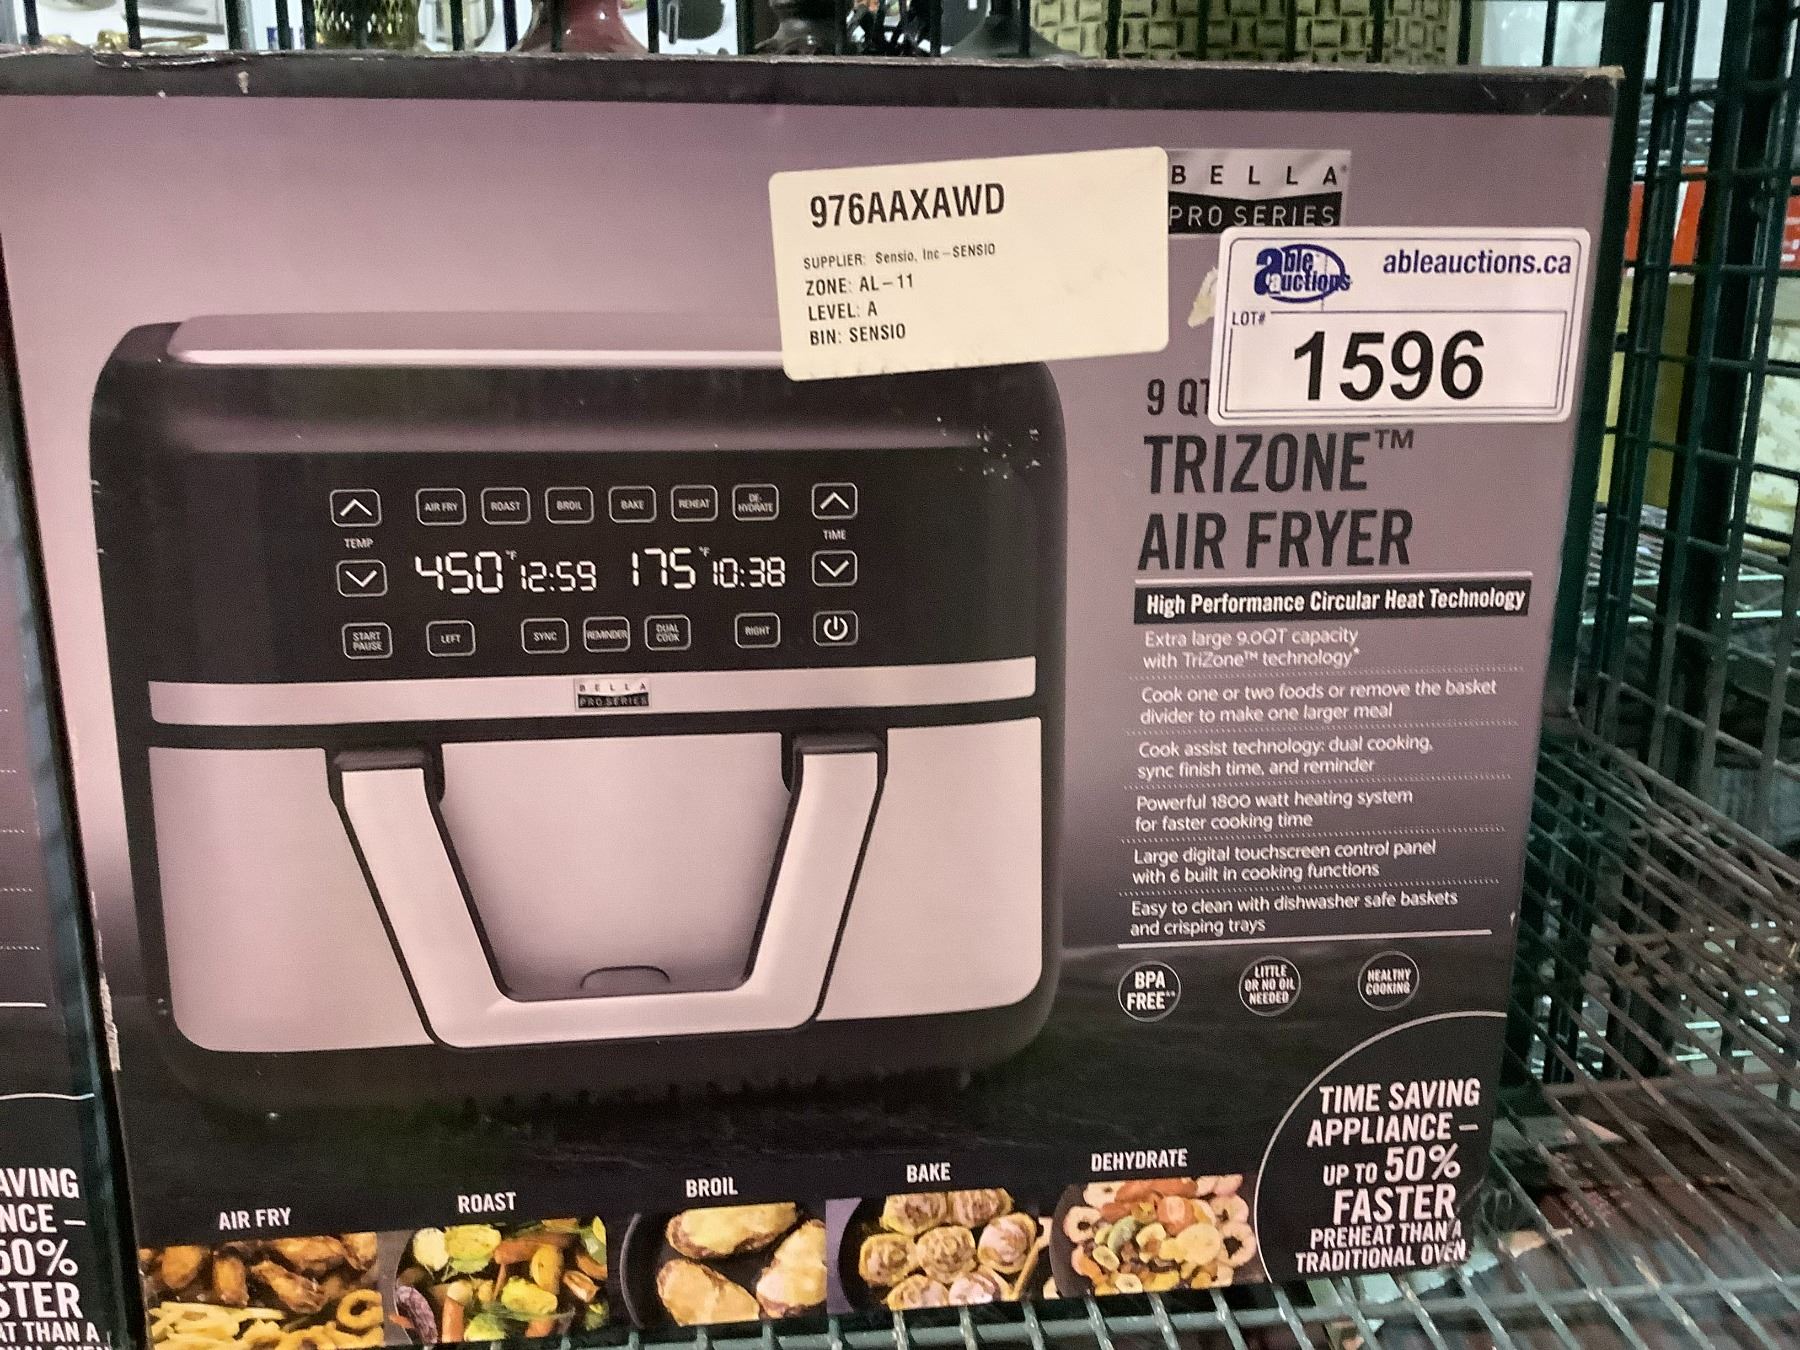 976AAXAWD
SUPPLIER: Sensio, Inc - SENSIO
ZONE: AL-11
LEVEL: A
BIN: SENSIO
BELLA®
PRO SERIES
able auctions
ableauctions.ca
LOT#
1596
9 QT
TRIZONE™
AIR FRYER
High Performance Circular Heat Technology
Extra large 9.0QT capacity
with TriZone™ technology*
Cook one or two foods or remove the basket
divider to make one larger meal
Cook assist technology: dual cooking,
sync finish time, and reminder
Powerful 1800 watt heating system
for faster cooking time
Large digital touchscreen control panel
with 6 built in cooking functions
Easy to clean with dishwasher safe baskets
and crisping trays
BPA
FREE**
LITTLE
OR NO OIL
NEEDED
HEALTHY
COOKING
TIME SAVING
APPLIANCE –
UP TO 50%
FASTER
PREHEAT THAN A
TRADITIONAL OVEN
AIR FRY ROAST BROIL BAKE REHEAT DE-HYDRATE
TEMP
TIME
450°F 12:59 175°F 10:38
START
PAUSE
LEFT
SYNC
REMINDER
DUAL
COOK
RIGHT
BELLA
PRO SERIES
AIR FRY
ROAST
BROIL
BAKE
DEHYDRATE
AVING
NCE –
50%
STER
AT THAN A